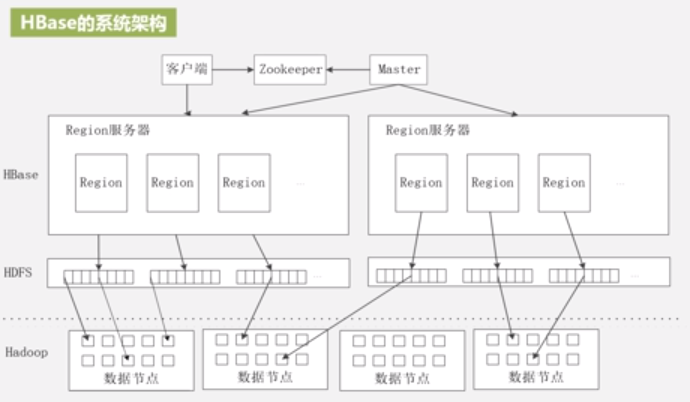 HBase的系统架构
客户端 Zookeeper Master
Region服务器 Region服务器
HBase Region Region Region ... Region Region Region ...
HDFS ... ...
Hadoop
数据节点 数据节点 数据节点 数据节点